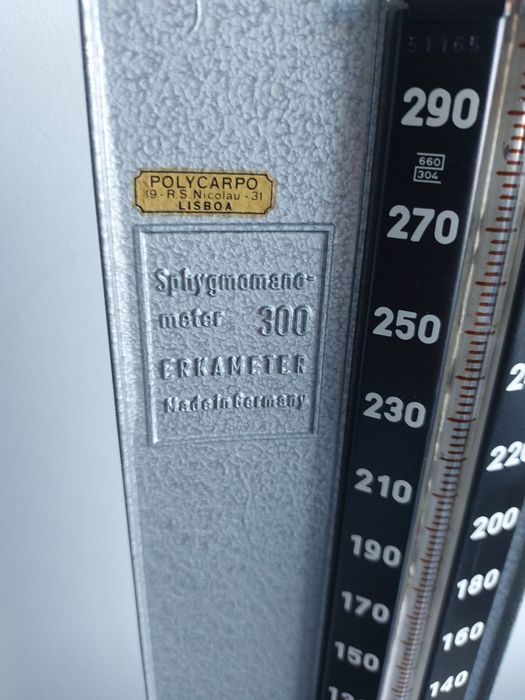 51165
290
660
304
POLYCARPO
R.S. Nicolau - 31
LISBOA
270
Sphygmomano-
meter 300
ERKAMETER
Made in Germany
250
230
210
190
170
150
220
200
180
160
140